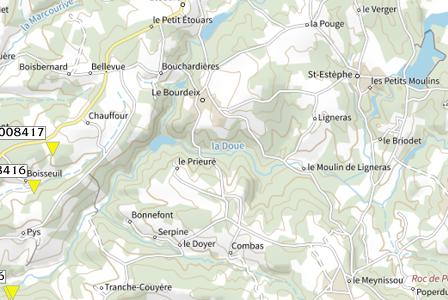 la Marcourive
le Petit Étouars
le Verger
la Pouge
Boisbernard
Bellevue
Bouchardières
St-Estèphe
les Petits Moulins
Le Bourdeix
Chauffour
Ligneras
008417
le Briodet
la Doue
le Prieuré
le Moulin de Ligneras
8416
Boisseuil
Bonnefont
Serpine
le Doyer
Combas
Pys
Tranche-Couyère
le Meynissou
Roc de